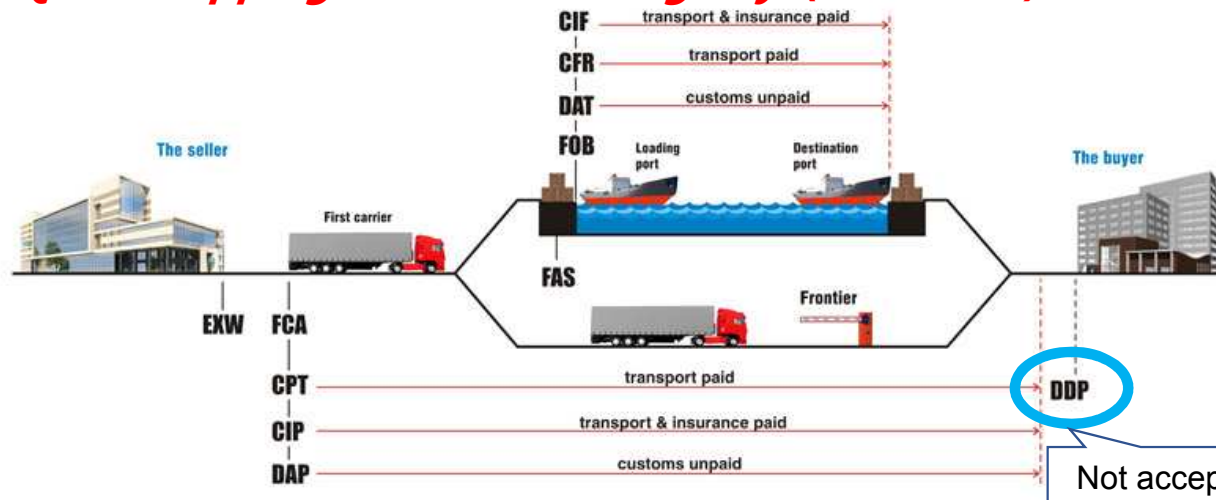 CIF transport & insurance paid
CFR transport paid
DAT customs unpaid
FOB
Loading
port
Destination
port
The seller
The buyer
First carrier
FAS
Frontier
EXW FCA
CPT transport paid
DDP
CIP transport & insurance paid
DAP customs unpaid
Not accep